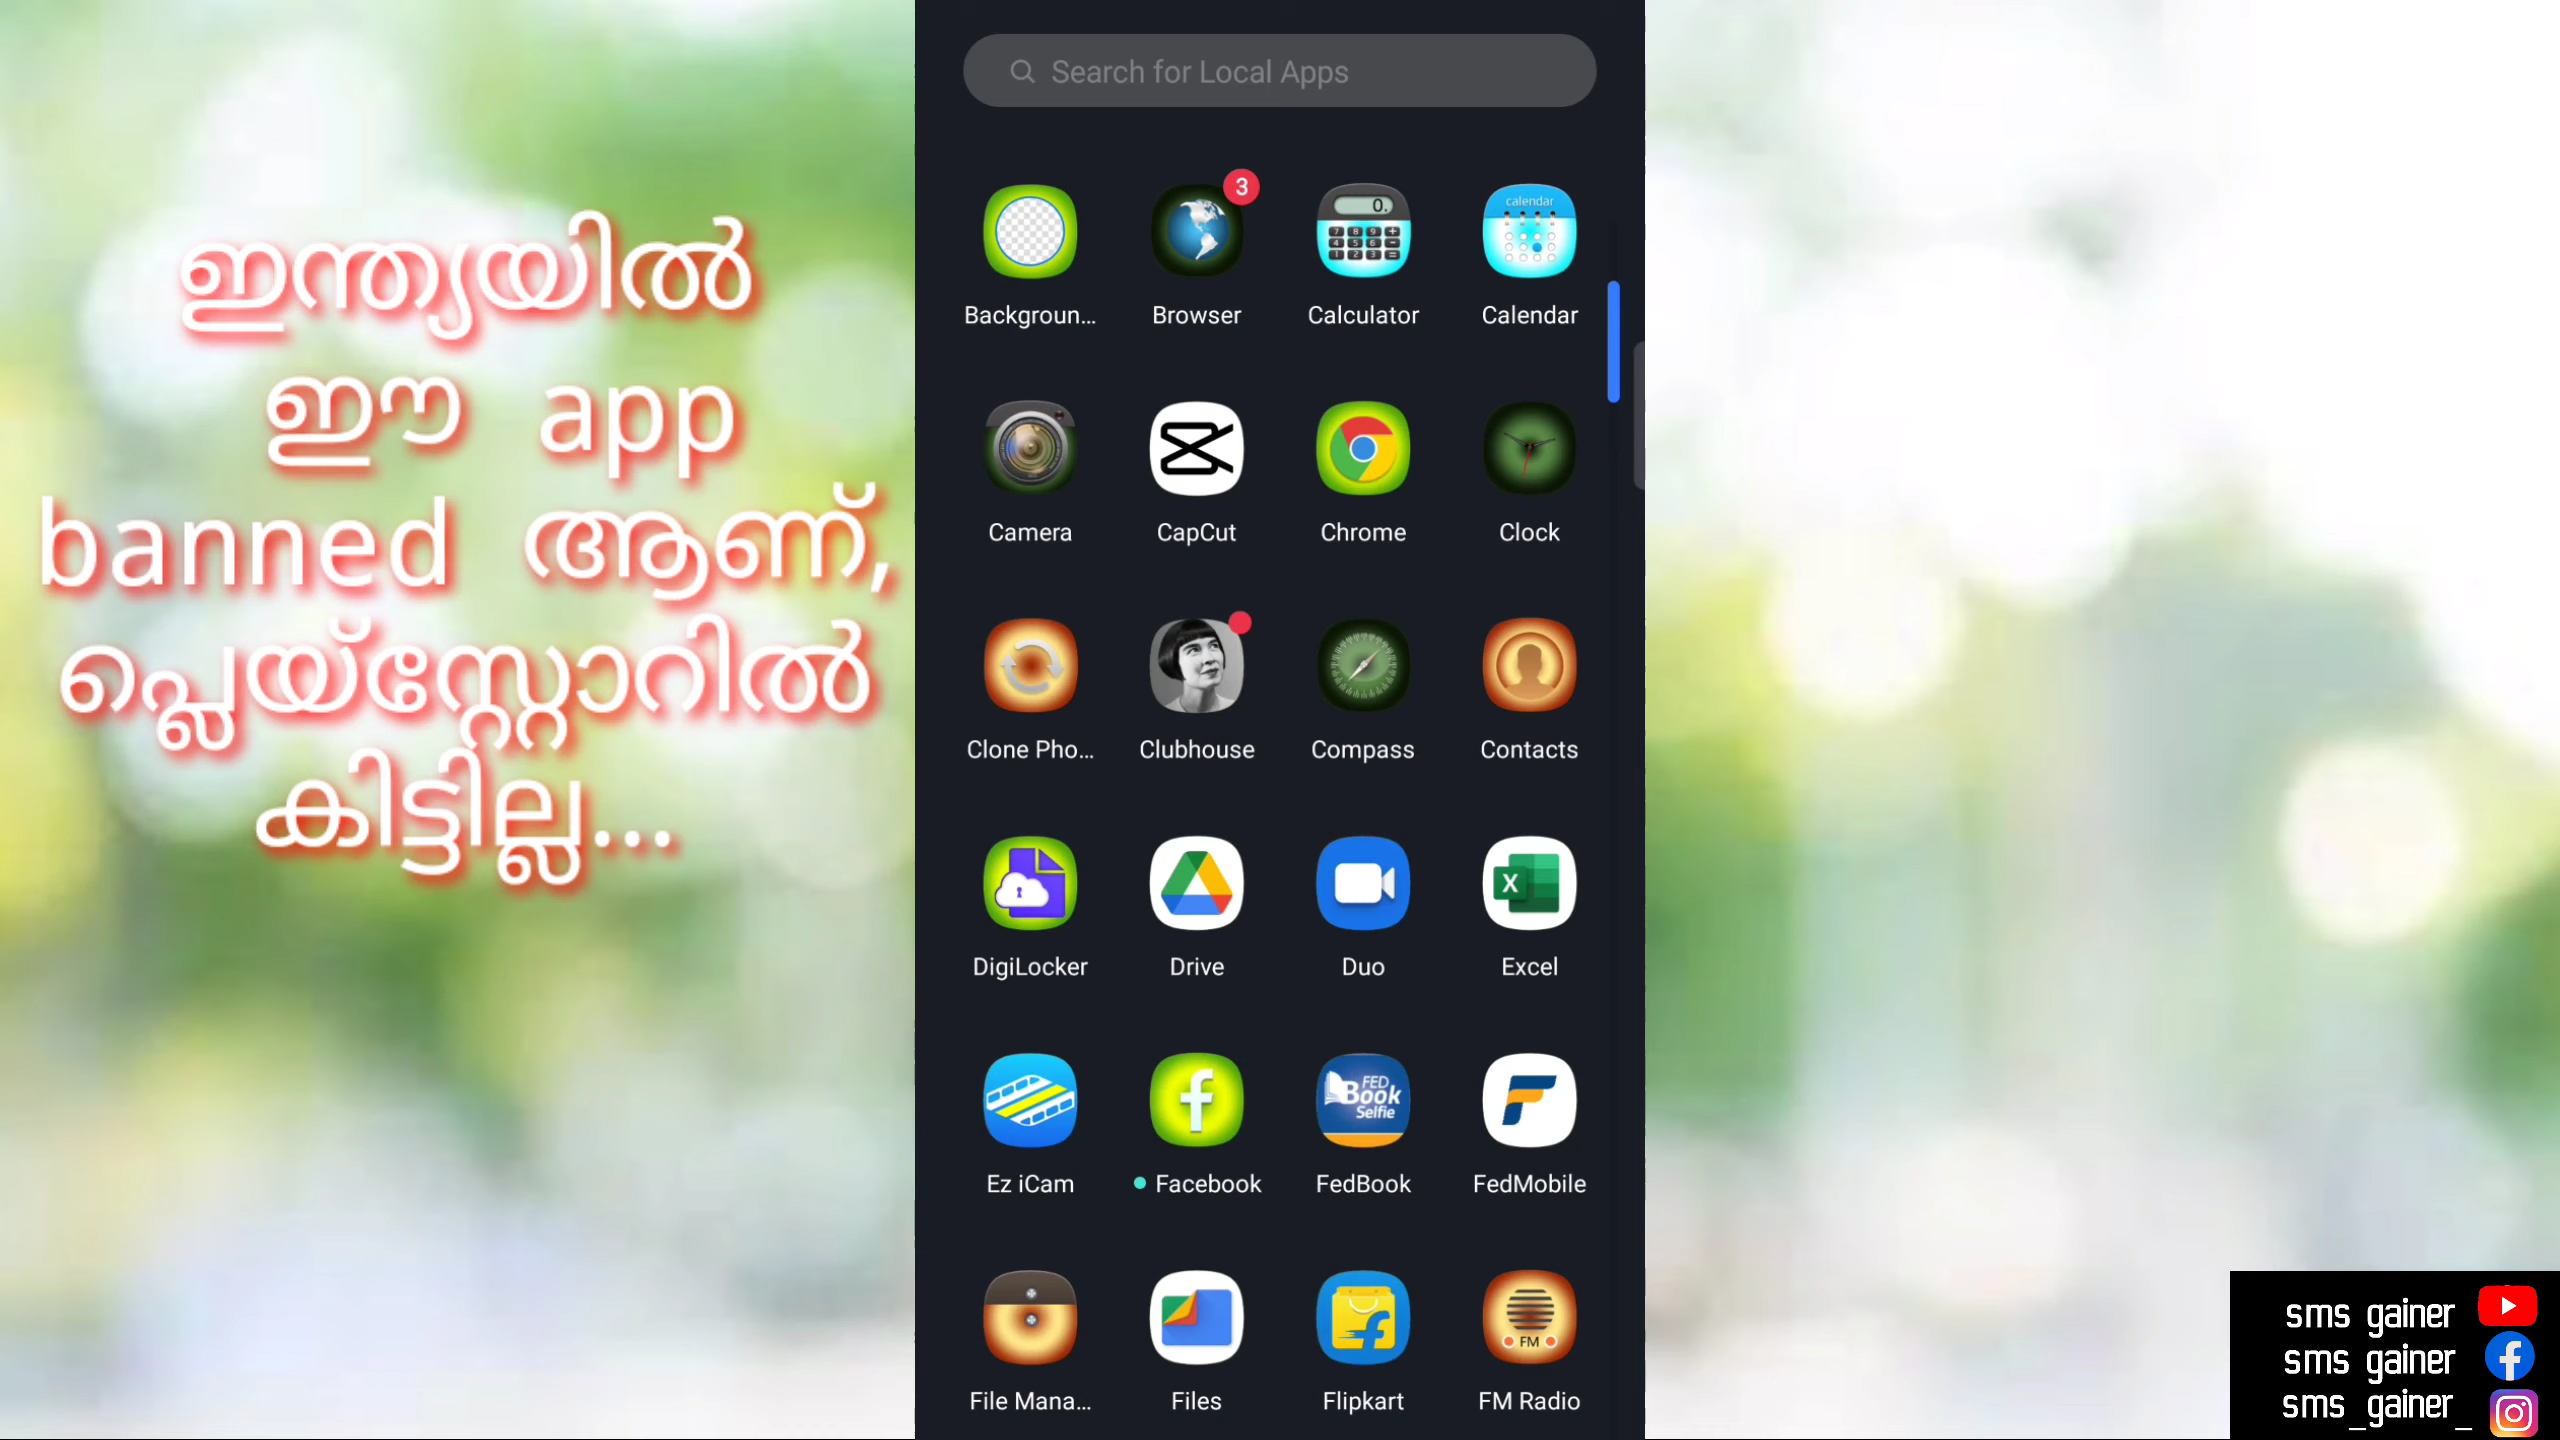 ഇന്ത്യയിൽ
ഈ app
banned ആണ്,
പ്ലെയ്സ്റ്റോറിൽ
കിട്ടില്ല...
Search for Local Apps
3
0.
calendar
Backgroun...
Browser
Calculator
Calendar
Camera
CapCut
Chrome
Clock
Clone Pho...
Clubhouse
Compass
Contacts
X
DigiLocker
Drive
Duo
Excel
FED
Book
Selfie
Ez iCam
Facebook
FedBook
FedMobile
FM
File Mana...
Files
Flipkart
FM Radio
sms gainer
sms gainer
sms_gainer_